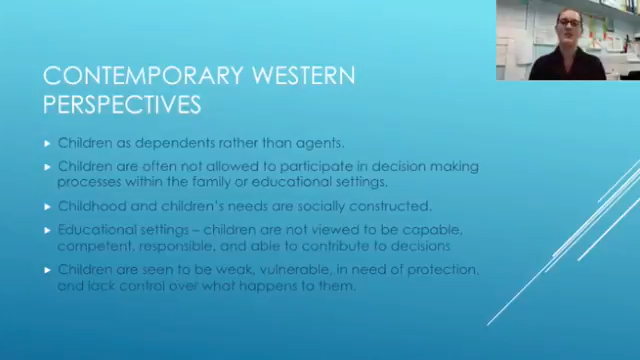 CONTEMPORARY WESTERN
PERSPECTIVES
Children as dependents rather than agents.
Children are often not allowed to participate in decision making
processes within the family or educational settings.
Childhood and children's needs are socially constructed.
Educational settings – children are not viewed to be capable,
competent, responsible, and able to contribute to decisions
Children are seen to be weak, vulnerable, in need of protection,
and lack control over what happens to them.